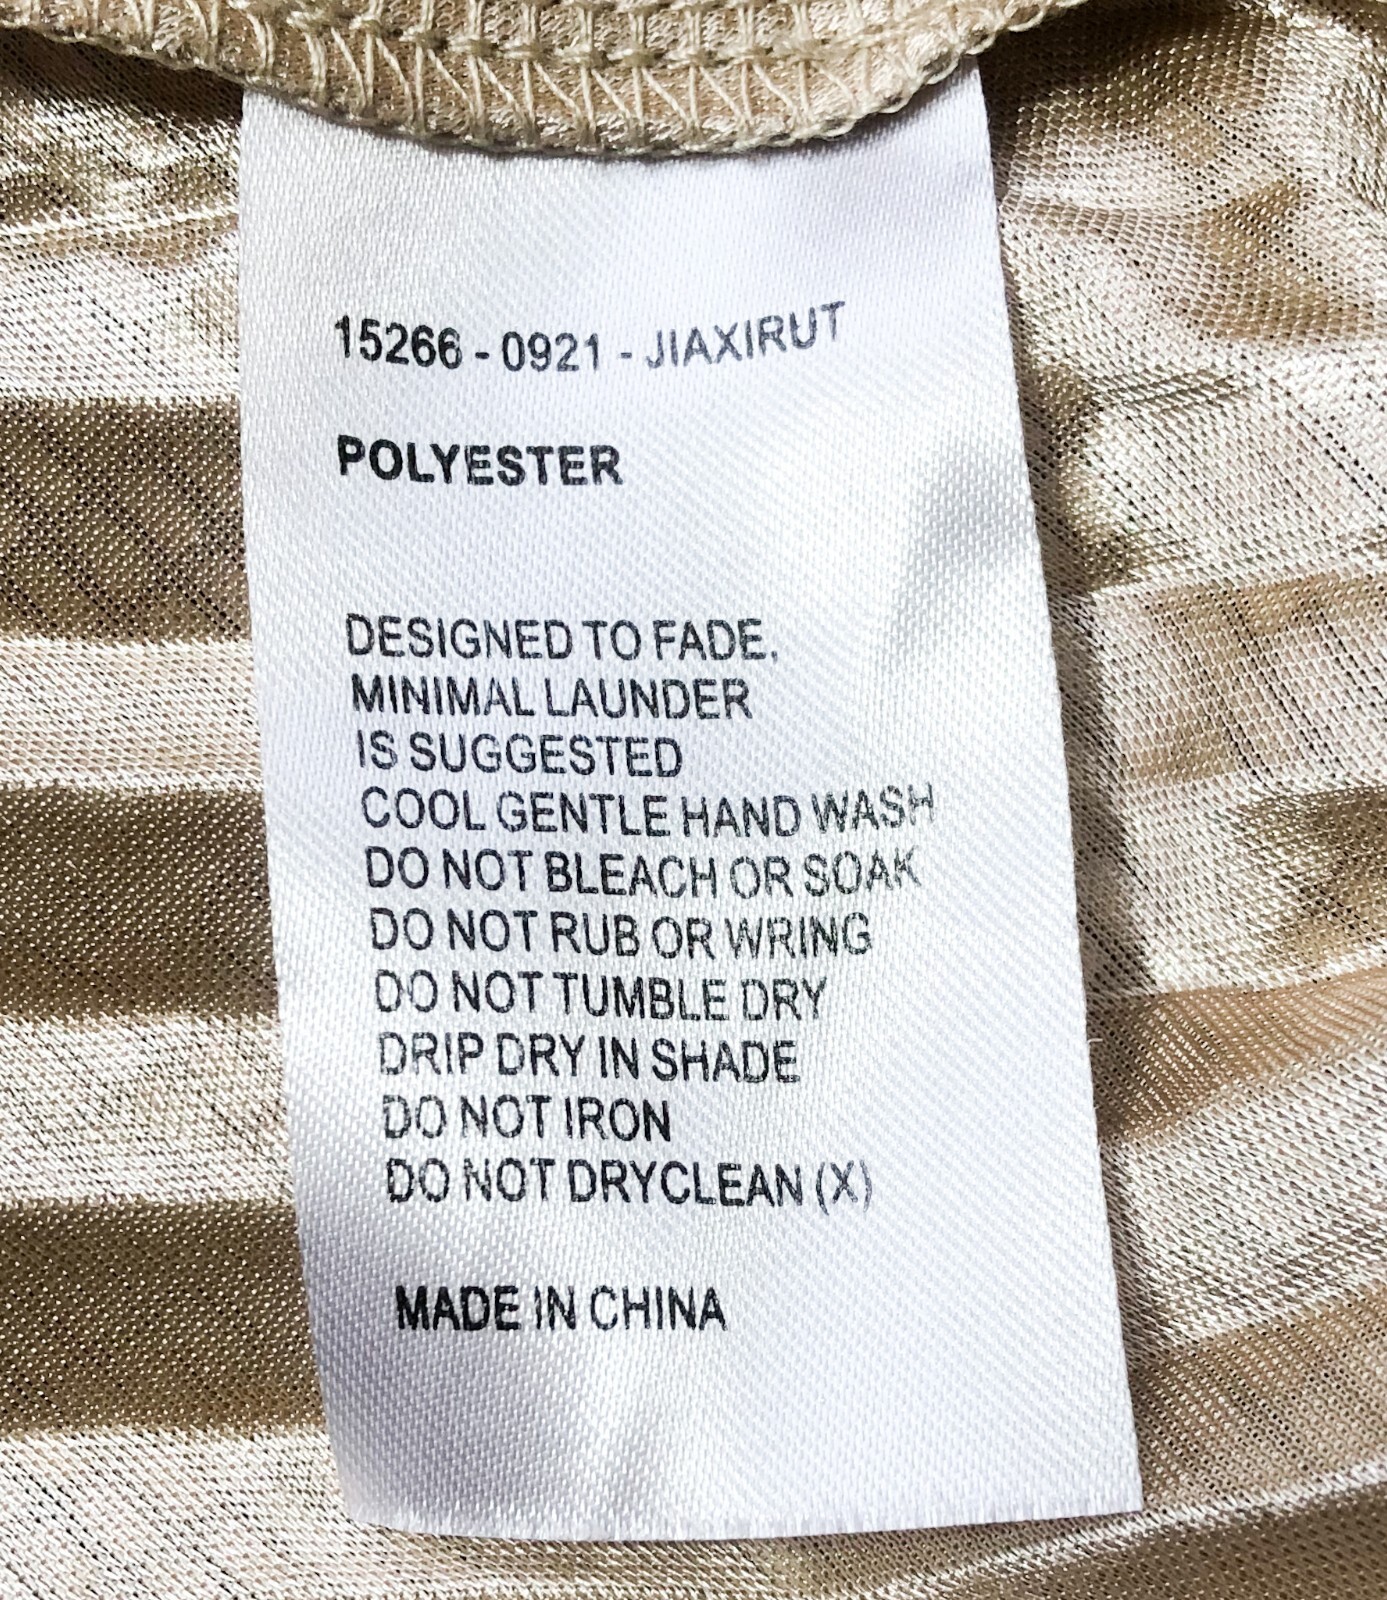 15266 - 0921 - JIAXIRUT
POLYESTER
DESIGNED TO FADE,
MINIMAL LAUNDER
IS SUGGESTED
COOL GENTLE HAND WASH
DO NOT BLEACH OR SOAK
DO NOT RUB OR WRING
DO NOT TUMBLE DRY
DRIP DRY IN SHADE
DO NOT IRON
DO NOT DRYCLEAN (X)
MADE IN CHINA